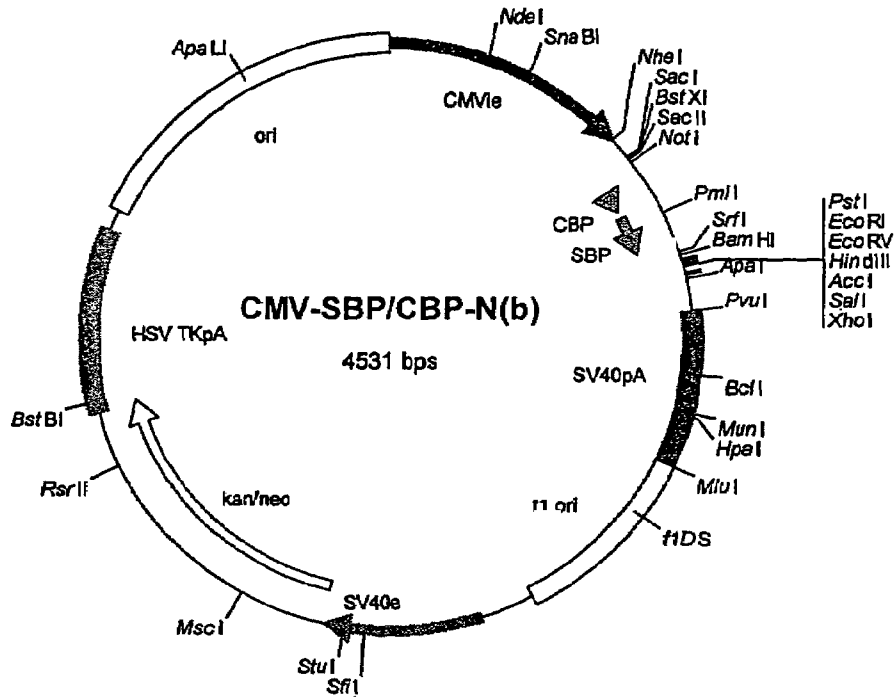 NdeI
SnaBI
ApaLI
NheI
SacI
BstXI
SacII
NotI
CMVie
ori
PmlI
PstI
EcoRI
EcoRV
HindIII
AccI
SalI
XhoI
SrfI
BamHI
CBP
SBP
ApaI
PvuI
CMV-SBP/CBP-N(b)
4531 bps
HSV TKpA
SV40pA
BclI
BstBI
MunI
HpaI
RsrII
MluI
kan/neo
f1 ori
f1DS
MscI
SV40e
StuI
SfiI